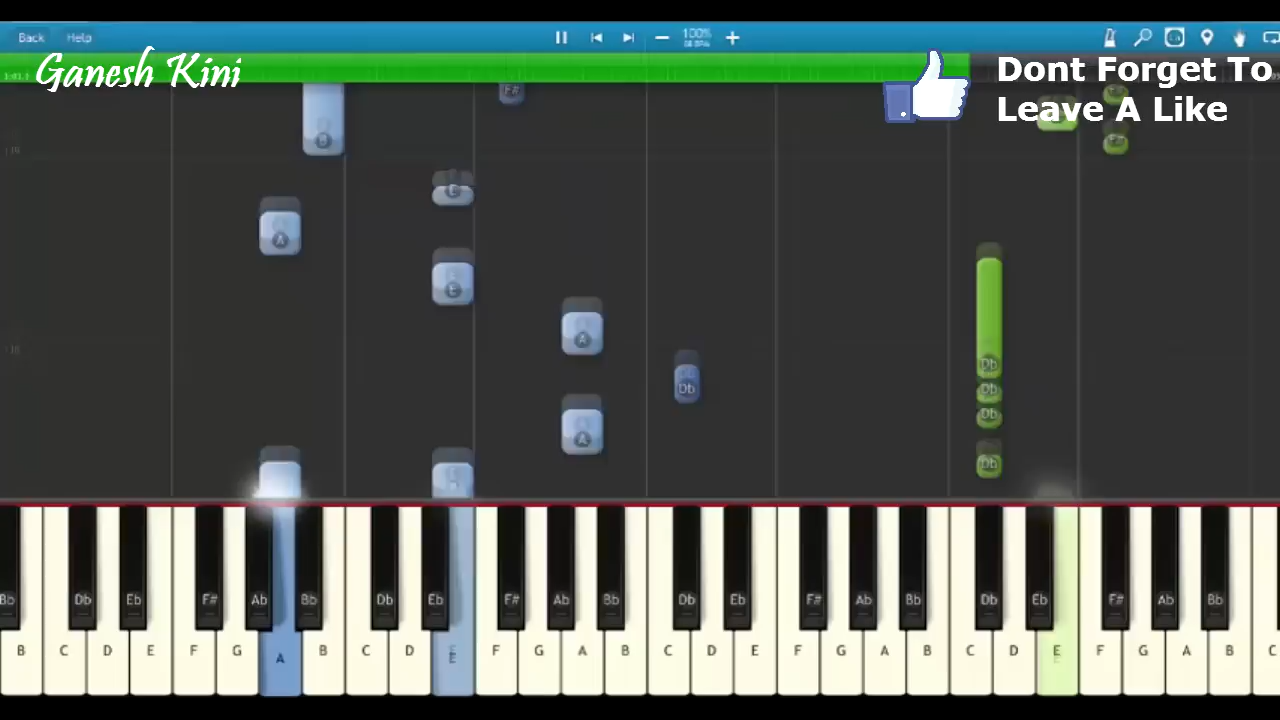 Back Help 100%
Ganesh Kini
Dont Forget To
Leave A Like
F# F#
B
E F#
A
E
A Db
Db Db
A Db
Db
Bb Db Eb F# Ab Bb Db Eb F# Ab Bb Db Eb F# Ab Bb Db Eb F# Ab Bb
B C D E F G A B C D E F G A B C D E F G A B C D E F G A B C